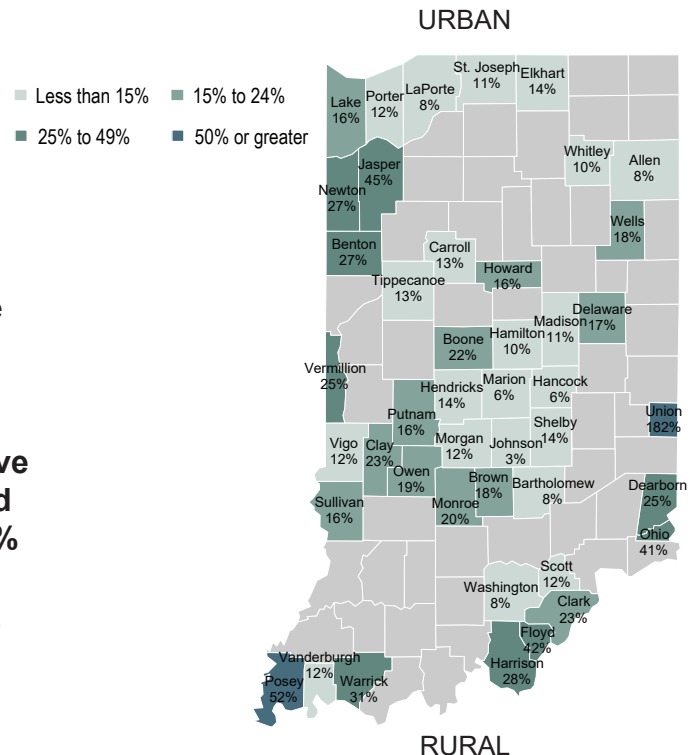 URBAN
Less than 15%
15% to 24%
25% to 49%
50% or greater
St. Joseph
11%
Elkhart
14%
LaPorte
8%
Porter
12%
Lake
16%
Jasper
45%
Newton
27%
Whitley
10%
Allen
8%
Wells
18%
Benton
27%
Carroll
13%
Howard
16%
Tippecanoe
13%
e
Delaware
17%
Madison
11%
Hamilton
10%
Boone
22%
Vermillion
25%
Hendricks
14%
Marion
6%
Hancock
6%
Union
182%
Putnam
16%
Shelby
14%
Vigo
12%
Clay
23%
Morgan
12%
Johnson
3%
ve
Owen
19%
Brown
18%
Bartholomew
8%
Dearborn
25%
d
Sullivan
16%
Monroe
20%
%
Ohio
41%
Scott
12%
Washington
8%
Clark
23%
Floyd
42%
Harrison
28%
Vanderburgh
12%
Posey
52%
Warrick
31%
RURAL